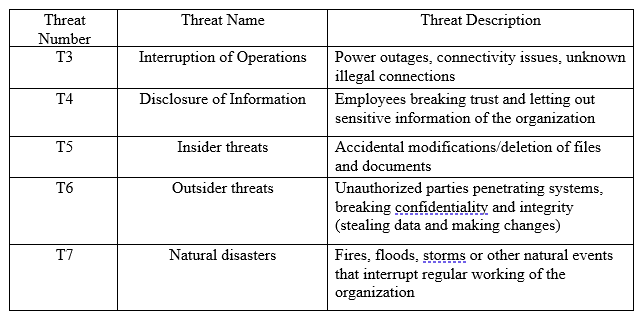 Threat Number
Threat Name
Threat Description
T3
Interruption of Operations
Power outages, connectivity issues, unknown
illegal connections
T4
Disclosure of Information
Employees breaking trust and letting out
sensitive information of the organization
T5
Insider threats
Accidental modifications/deletion of files
and documents
T6
Outsider threats
Unauthorized parties penetrating systems,
breaking confidentiality and integrity
(stealing data and making changes)
T7
Natural disasters
Fires, floods, storms or other natural events
that interrupt regular working of the
organization